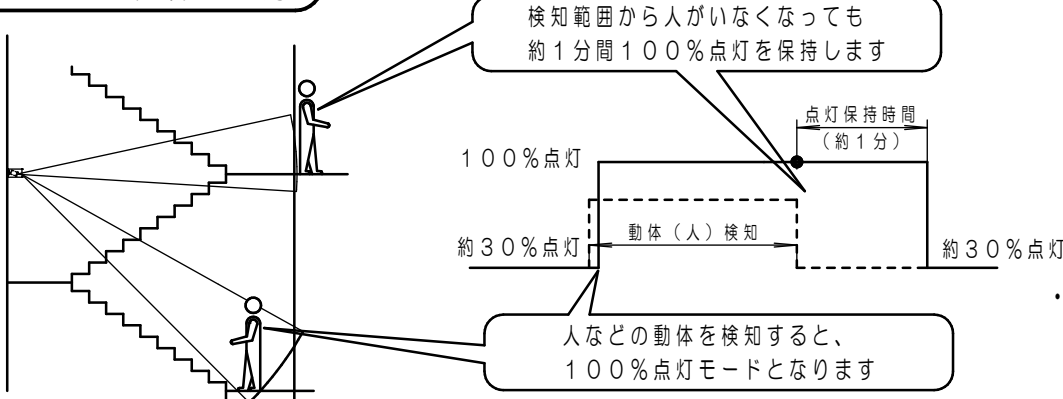 検知範囲から人がいなくなっても
約1分間100％点灯を保持します
点灯保持時間
（約1分）
100％点灯
動体（人）検知
約30％点灯
約30％点灯
人などの動体を検知すると、
100％点灯モードとなります